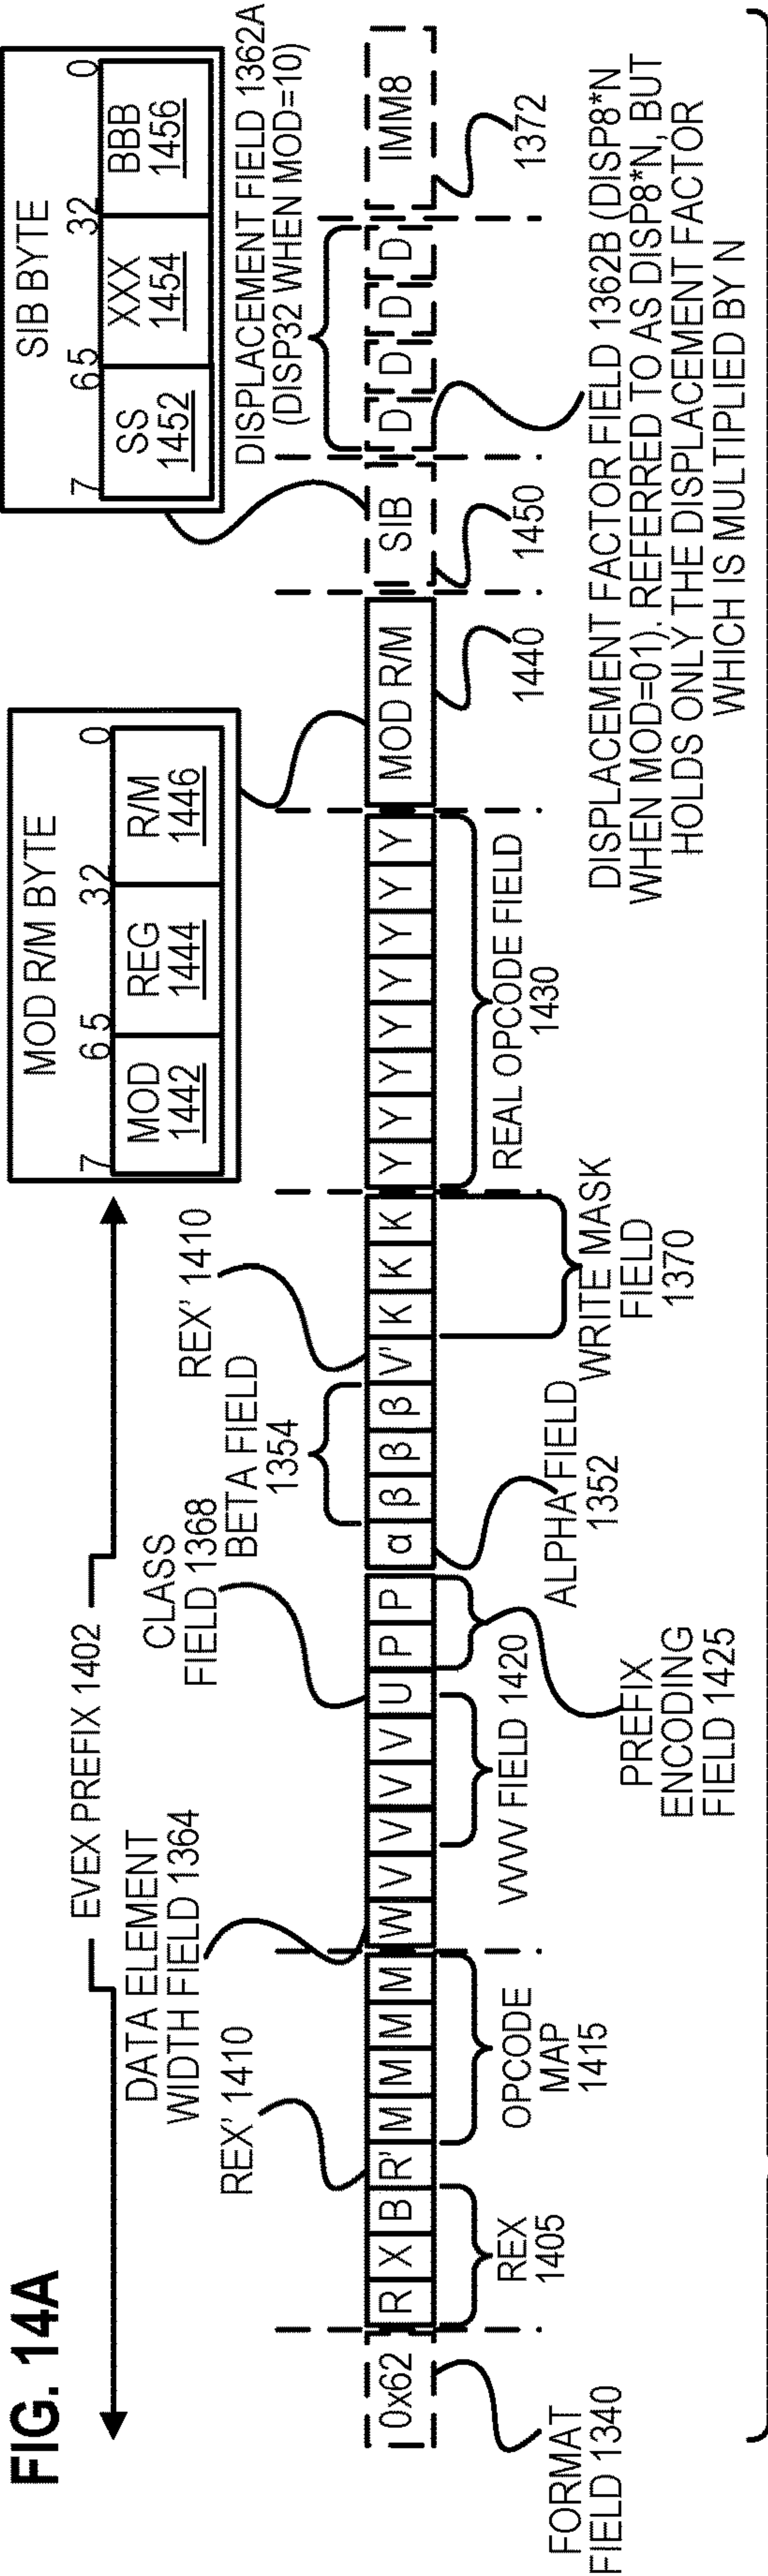 FIG. 14A
EVEX PREFIX 1402
MOD R/M BYTE
7 6 5 3 2 0
MOD
1442
REG
1444
R/M
1446
SIB BYTE
7 6 5 3 2 0
SS
1452
XXX
1454
BBB
1456
DATA ELEMENT
WIDTH FIELD 1364
REX' 1410
CLASS
FIELD 1368
BETA FIELD
1354
REX' 1410
DISPLACEMENT FIELD 1362A
(DISP32 WHEN MOD=10)
0x62 R X B R' M M M M W V V V V U P P α β β β V' K K K Y Y Y Y Y Y Y Y MOD R/M SIB D D D D IMM8
FORMAT
FIELD 1340
REX
1405
OPCODE
MAP
1415
VVVV FIELD 1420
PREFIX
ENCODING
FIELD 1425
ALPHA FIELD
1352
WRITE MASK
FIELD
1370
REAL OPCODE FIELD
1430
1440
1450
1372
DISPLACEMENT FACTOR FIELD 1362B (DISP8*N
WHEN MOD=01). REFERRED TO AS DISP8*N, BUT
HOLDS ONLY THE DISPLACEMENT FACTOR
WHICH IS MULTIPLIED BY N